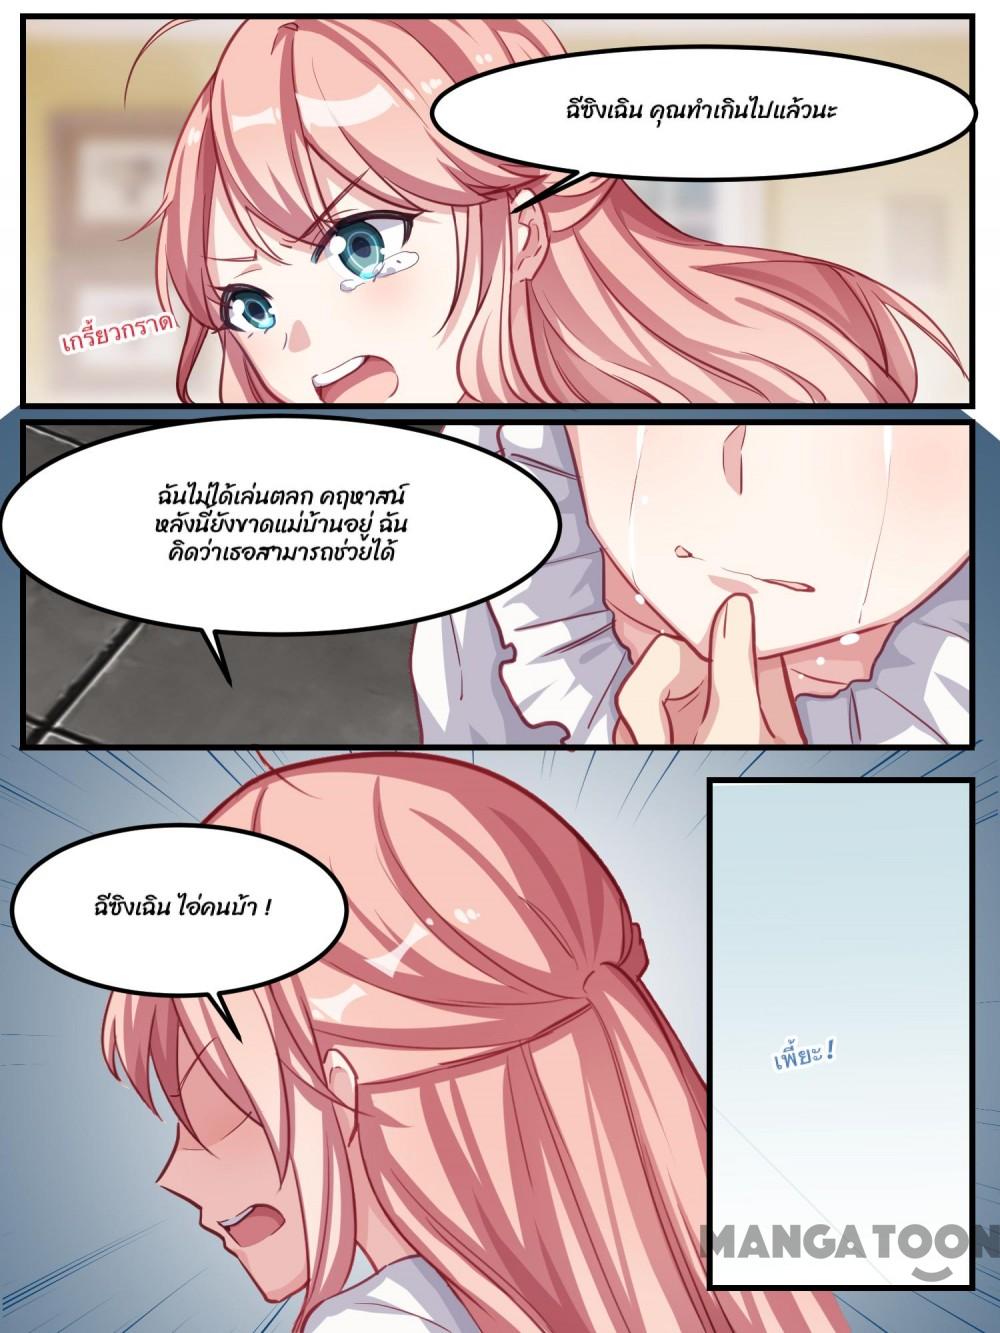 ฉีซิงเฉิน คุณทำเกินไปแล้วนะ
เกรี้ยวกราด
ฉันไม่ได้เล่นตลก คฤหาสน์
หลังนี้ยังขาดแม่บ้านอยู่ ฉัน
คิดว่าเธอสามารถช่วยได้
ฉีซิงเฉิน ไอ่คนบ้า !
เพี้ยะ !
MANGA TOON